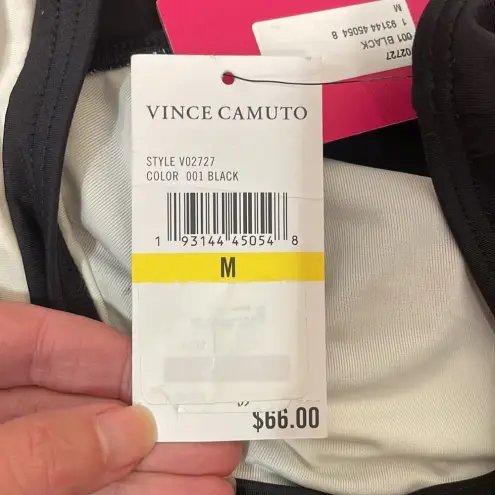 VINCE CAMUTO
STYLE V02727
COLOR 001 BLACK
1 93144 45054 8
M
$66.00
V02727
001 BLACK
1 93144 45054 8
M